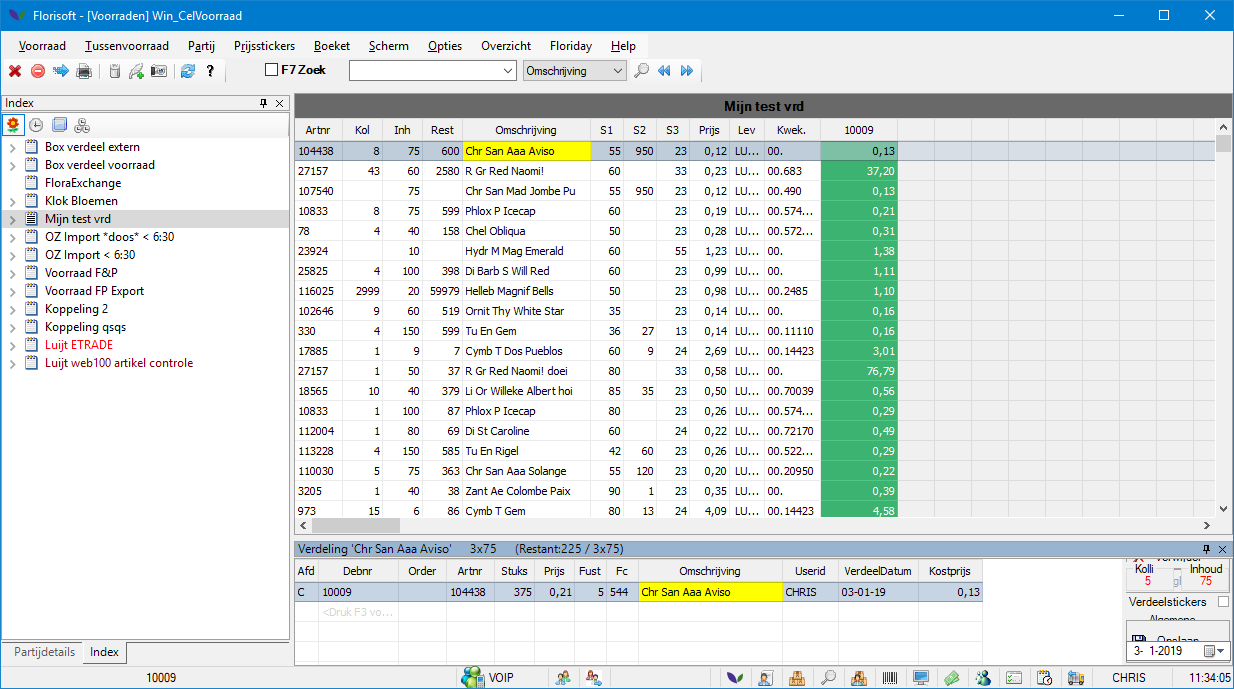 Florisoft - [Voorraden] Win_CelVoorraad
Voorraad Tussenvoorraad Partij Prijsstickers Boeket Scherm Opties Overzicht Floriday Help
F7 Zoek Omschrijving
Index
Box verdeel extern
Box verdeel voorraad
FloraExchange
Klok Bloemen
Mijn test vrd
OZ Import *doos* < 6:30
OZ Import < 6:30
Voorraad F&P
Voorraad FP Export
Koppeling 2
Koppeling qsqs
Luijt ETRADE
Luijt web100 artikel controle
Partijdetails Index
Mijn test vrd
Artnr Kol Inh Rest Omschrijving S1 S2 S3 Prijs Lev Kwek. 10009
104438 8 75 600 Chr San Aaa Aviso 55 950 23 0,12 LU... 00. 0,13
27157 43 60 2580 R Gr Red Naomi! 60 33 0,23 LU... 00.683 37,20
107540 75 Chr San Mad Jombe Pu 55 950 23 0,12 LU... 00.490 0,13
10833 8 75 599 Phlox P Icecap 60 23 0,19 LU... 00.574... 0,21
78 4 40 158 Chel Obliqua 50 23 0,28 LU... 00.572... 0,31
23924 10 Hydr M Mag Emerald 60 55 1,23 LU... 00. 1,38
25825 4 100 398 Di Barb S Will Red 60 23 0,99 LU... 00. 1,11
116025 2999 20 59979 Helleb Magnif Bells 50 23 0,98 LU... 00.2485 1,10
102646 9 60 519 Ornit Thy White Star 35 23 0,14 LU... 00. 0,16
330 4 150 599 Tu En Gem 36 27 13 0,14 LU... 00.11110 0,16
17885 1 9 7 Cymb T Dos Pueblos 60 9 24 2,69 LU... 00.14423 3,01
27157 1 50 37 R Gr Red Naomi! doei 80 33 0,58 LU... 00. 76,79
18565 10 40 379 Li Or Willeke Albert hoi 85 35 23 0,50 LU... 00.70039 0,56
10833 1 100 87 Phlox P Icecap 80 23 0,26 LU... 00.574... 0,29
112004 1 80 69 Di St Caroline 60 24 0,22 LU... 00.72170 0,49
113228 4 150 585 Tu En Rigel 42 60 23 0,26 LU... 00.522... 0,29
110030 5 75 363 Chr San Aaa Solange 55 120 23 0,20 LU... 00.20950 0,22
3205 1 40 38 Zant Ae Colombe Paix 90 1 23 0,35 LU... 00. 0,39
973 15 6 86 Cymb T Gem 80 13 24 4,09 LU... 00.14423 4,58
Verdeling 'Chr San Aaa Aviso' 3x75 (Restant:225 / 3x75)
Afd Debnr Order Artnr Stuks Prijs Fust Fc Omschrijving Userid VerdeelDatum Kostprijs
C 10009 104438 375 0,21 5 544 Chr San Aaa Aviso CHRIS 03-01-19 0,13
<Druk F3 vo...
Kolli Inhoud
5 gl 75
Verdeelstickers
Algemene
Opslaan
3- 1-2019
10009 VOIP CHRIS 11:34:05